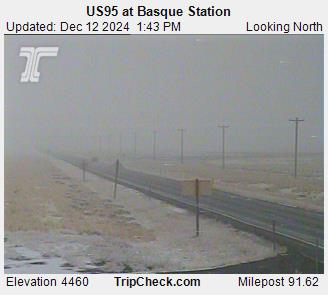 US95 at Basque Station
Updated: Dec 12 2024 1:43 PM Looking North
Elevation 4460 TripCheck.com Milepost 91.62